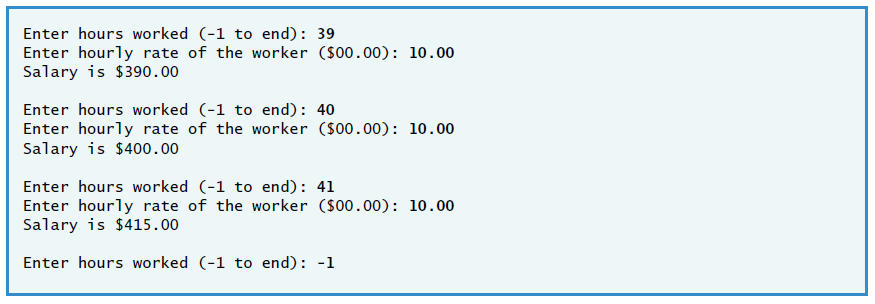 Enter hours worked (-1 to end): 39
Enter hourly rate of the worker ($00.00): 10.00
Salary is $390.00
Enter hours worked (-1 to end): 40
Enter hourly rate of the worker ($00.00): 10.00
Salary is $400.00
Enter hours worked (-1 to end): 41
Enter hourly rate of the worker ($00.00): 10.00
Salary is $415.00
Enter hours worked (-1 to end): -1